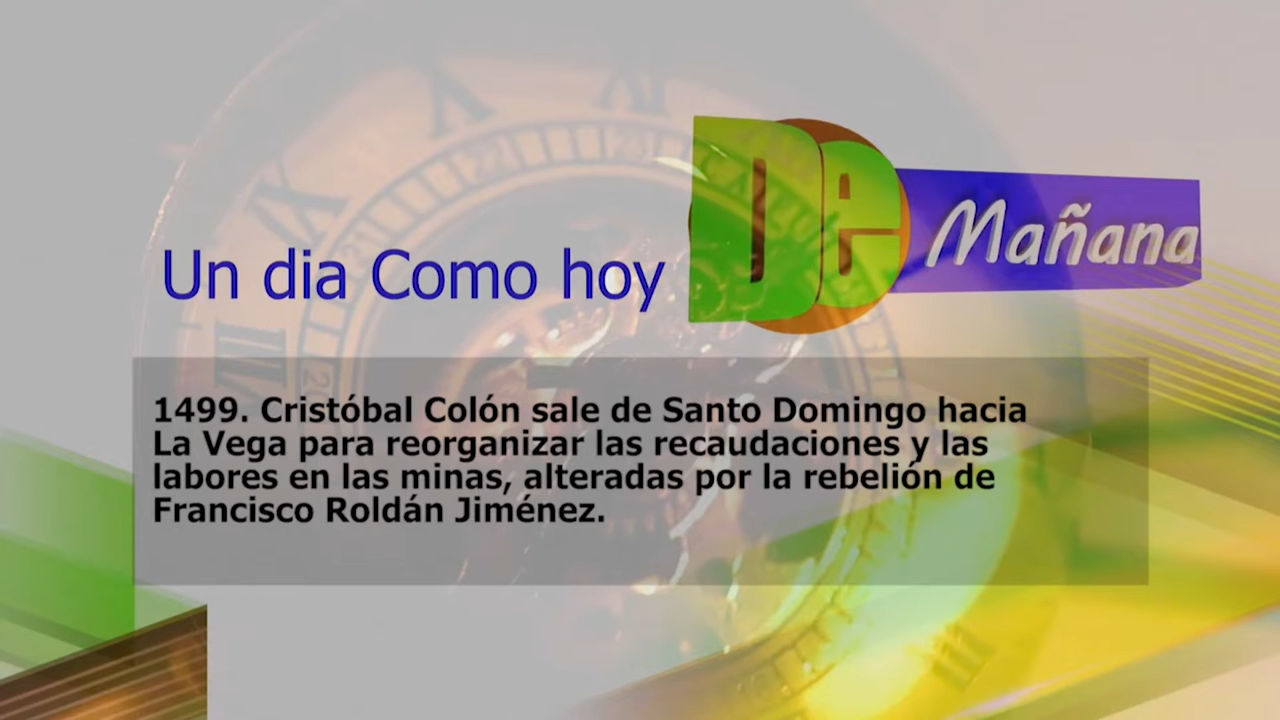 De Mañana
Un dia Como hoy
1499. Cristóbal Colón sale de Santo Domingo hacia
La Vega para reorganizar las recaudaciones y las
labores en las minas, alteradas por la rebelión de
Francisco Roldán Jiménez.